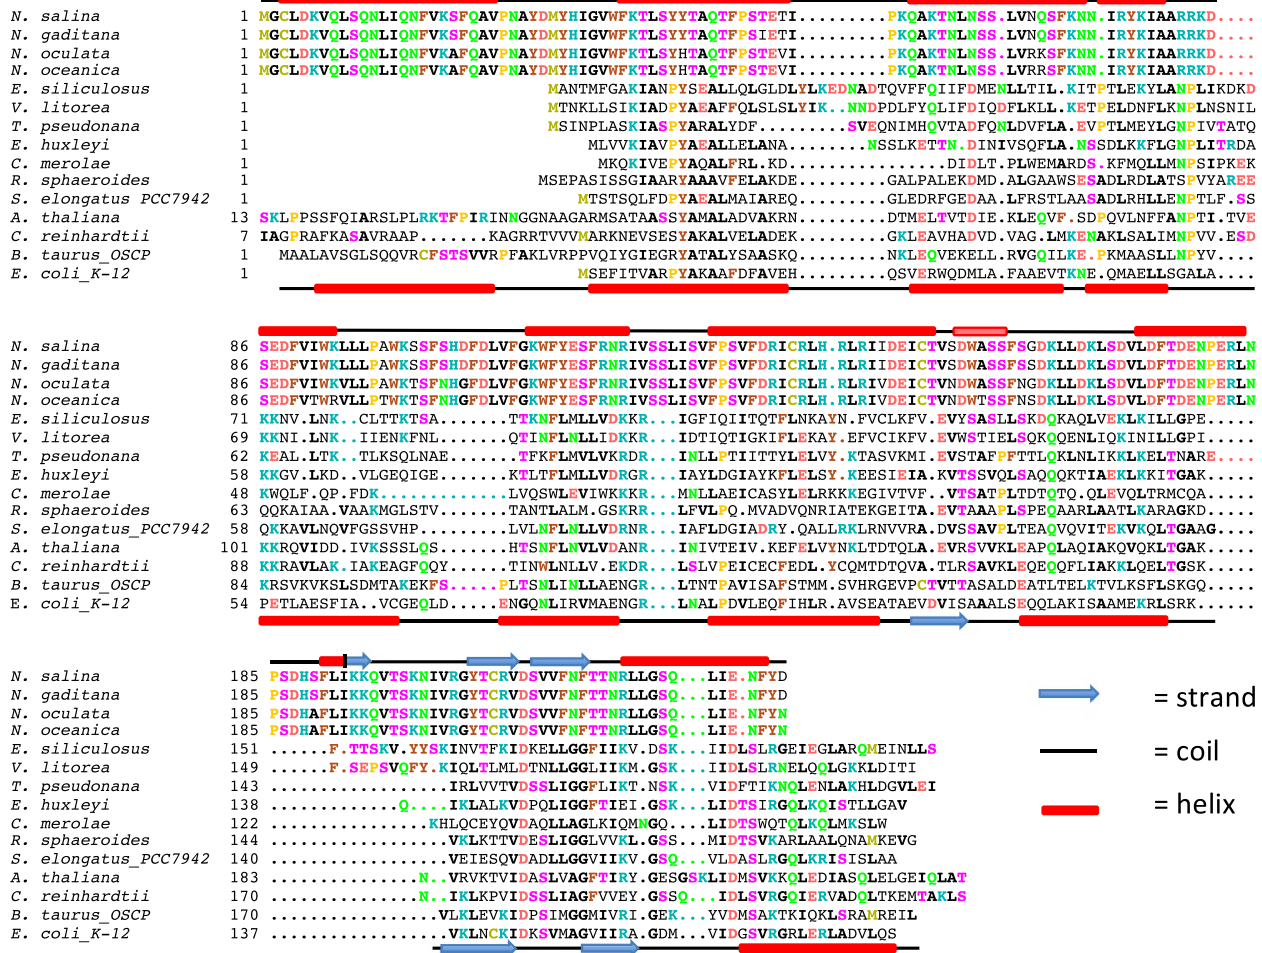 N. salina 1 MGCLDKVQLSQNLIQNFVKSFQAVPNAYDMYHIGVWFKTLSYYTAQTFPSTETI..........PKQAKTNLNSS.LVNQSFKNN.IRYKIAARRKD....
N. gaditana 1 MGCLDKVQLSQNLIQNFVKSFQAVPNAYDMYHIGVWFKTLSYYTAQTFPSIETI..........PKQAKTNLNSS.LVNQSFKNN.IRYKIAARRKD....
N. oculata 1 MGCLDKVQLSQNLIQNFVKAFQAVPNAYDMYHIGVWFKTLSYHTAQTFPSTEVI..........PKQAKTNLNSS.LVRKSFKNN.IRYKIAARRKD....
N. oceanica 1 MGCLDKVQLSQNLIQNFVKAFQAVPNAYDMYHIGVWFKTLSYHTAQTFPSTEVI..........PKQAKTNLNSS.LVRRSFKNN.IRYKIAARRKD....
E. siliculosus 1 MANTMFGAKIANPYSEALLQLGLDLYLKEDNADTQVFFQIIFDMENLLTIL.KITPTLEKYLANPLIKDKD
V. litorea 1 MTNKLLSIKIADPYAEAFFQLSLSLYLK.NNDPDLFYQLIFDIQDFLKLL.KETPELDNFLKNPLNSNIL
T. pseudonana 1 MSINPLASKIASPYARALYDF.........SVEQNIMHQVTADFQNLDVFLA.EVPTLMEYLGNPIVTATQ
E. huxleyi 1 MLVVKIAVPYAEALLELANA........NSSLKETTN.DINIVSQFLA.NSSDLKKFLGNPLITRDA
C. merolae 1 MKQKIVEPYAQALFRL.KD................DIDLT.PLWEMARDS.KFMQLLMNPSIPKEK
R. sphaeroides 1 MSEPASISSGIAARYAAAVFELAKDE.........GALPALEKDMD.ALGAAWSESADLRDLATSPVYAREE
S. elongatus PCC7942 1 MTSTSQLFDPYAEALMAIAREQ.........GLEDRFGEDAA.LFRSTLAASADLRHLLENPTLF.SS
A. thaliana 13 SKLPPSSFQIARSLPLRKTFPIRINNGGNAAGARMSATAASSYAMALADVAKRN.........DTMELTVTDIE.KLEQVF.SDPQVLNFFANPTI.TVE
C. reinhardtii 7 IAGPRAFKASAVRAAP.......KAGRRTVVVMARKNEVSESYAKALVELADEK..........GKLEAVHADVD.VAG.LMKENAKLSALIMNPVV.ESD
B. taurus_OSCP 1 MAALAVSGLSQQVRCFSTSVVRPFAKLVRPPVQIYGIEGRYATALYSAASKQ..........NKLEQVEKELLRVGQILKE.PKMAASLLNPYV....
E. coli_K-12 1 MSEFITVARPYAKAAFDFAVEH.........QSVERWQDMLA.FAAEVTKNE.QMAELLSGALA....
N. salina 86 SEDFVIWKLLLPAWKSSFSHDFDLVFGKWFYESFRNRIVSSLISVFPSVFDRICRLH.RLRIIDEICTVSDWASSFSGDKLLDKLSDVLDFTDENPERLN
N. gaditana 86 SEDFVIWKLLLPAWKSSFSHDFDLVFGKWFYESFRNRIVSSLISVFPSVFDRICRLH.RLRIIDEICTVSDWASSFSGDKLLDKLSDVLDFTDENPERLN
N. oculata 86 SEDFVIWKVLLPAWKTSFNHGFDLVFGKWFYESFRNRIVSSLISVFPSVFDRICRLH.RLRIVDEICTVSDWASSFNGDKLLDKLSDVLDFTDENPERLN
N. oceanica 86 SEDFVTWRVLLPTWKTSFNHGFDLVFGKWFYESFRNRIVSSLISVFPSVFDRICRLH.RLRIVDEICTVNDWTSSFNSDKLLDKLSDVLDFTDENPERLN
E. siliculosus 71 KKNV.LNK..CLTTKTSA.......TTKNFLMLLVDKKR...IGFIQIITQTFLNKAYN.FVCLKFV.EVYSASLLSKDQKAQLVEKLKILLGPE.....
V. litorea 69 KKNI.LNK..IIENKFNL.......QTINFLNLLIDKRR...IDTIQTIGKIFLEKAY.EFVCIKFV.EVWSTIELSQKQQENLIQKINILLGPI.....
T. pseudonana 62 KEAL.LTK..TLKSQLNAE.......TFKFLMVLVKRDR...INLLPTIITTYLELVY.KTASVKMI.EVSTAFPFTTLQKLNLIKKLKELTNARE....
E. huxleyi 58 KKGV.LKD..VLGEQIGE.......KTLTFLMLLVDRGR...IAYLDGIAYKFLELSY.KEESIEIA.KVTSSVQLSAQQQKTIAEKLKKITGAK.....
C. merolae 48 KWQLF.QP.FDK.............LVQSWLEVIWKKKR...MNLLAEICASYLELRKKKEGIVTVF..VTSATPLTDTQTQ.QLEVQLTRMCQA.....
R. sphaeroides 63 QQKAIAA.VAAKMGLSTV.......TANTLALM.GSKKR...LFVLPQ.MVADVQNRIATEKGEITA.EVTAAAPLSPEQAARLAATLKARAGKD.....
S. elongatus_PCC7942 58 QKKAVLNQVFGSSVHP.........LVLNFLNLLVDRNR...IAFLDGIADRY.QALLRKLRNVVRA.DVSSAVPLTEAQVQVITEKVKQLTGAAG....
A. thaliana 101 KKRQVIDD.IVKSSSLQS.......HTSNFLNVLVDANR...INIVTEIV.KEFELVYNKLTDTQLA.EVRSVVKLEAPQLAQIAKQVQKLTGAK.....
C. reinhardtii 88 KKRAVLAK.IAKEAGFQQY......TINWLNLLV.EKDR...LSLVPEICECFEDL.YCQMTDTQVA.TLRSAVKLEQEQQFLIAKKLQELTGSK.....
B. taurus_OSCP 84 KRSVKVKSLSDMTAKEKFS.....PLTSNLINLLAENGR...LTNTPAVISAFSTMM.SVHRGEVPCTVTTASALDEATLTELKTVLKSFLSKGQ.....
E. coli_K-12 54 PETLAESFIA..VCGEQLD.....ENGQNLIRVMAENGR...LNALPDVLEQFIHLR.AVSEATAEVDVISAAALSEQQLAKISAAMEKRLSRK......
N. salina 185 PSDHSFLIKKQVTSKNIVRGYTCRVDSVVFNFTTNRLLGSQ...LIE.NFYD
N. gaditana 185 PSDHSFLIKKQVTSKNIVRGYTCRVDSVVFNFTTNRLLGSQ...LIE.NFYD
N. oculata 185 PSDHAFLIKKQVTSKNIVRGYTCRVDSVVFNFTTNRLLGSQ...LIE.NFYN
N. oceanica 185 PSDHAFLIKKQVTSKNIVRGYTCRVDSVVFNFTTNRLLGSQ...LIE.NFYN
= strand
E. siliculosus 151 ......F.TTSKV.YYSKINVTFKIDKELLGGFIIKV.DSK...IIDLSLRGEIEGLARQMEINLLS
= coil
V. litorea 149 ......F.SEPSVQFY.KIQLTLMLDTNLLGGLIIKM.GSK...IIDLSLRNELQQLGKKLDITI
T. pseudonana 143 ..................IRLVVTVDSSLIGGFLIKT.NSK...VIDFTIKNQLENLAKHLDGVLEI
E. huxleyi 138 .............Q....IKLALKVDPQLIGGFTIEI.GSK...VIDTSIRGQLKQISTLLGAV
= helix
C. merolae 122 ................KHLQCEYQVDAQLLAGLKIQMNGQ....LIDTSWQTQLKQLMKSLW
R. sphaeroides 144 ..................VKLKTTVDESLIGGLVVKL.GSS...MIDTSVKARLAALQNAMKEVG
S. elongatus_PCC7942 140 ..................VEIESQVDADLLGGVIIKV.GSQ...VLDASLRGQLKRISISLAA
A. thaliana 183 ...............N..VRVKTVIDASLVAGFTIRY.GESGSKLIDMSVKKQLEDIASQLELGEIQLAT
C. reinhardtii 170 ...............N..IKLKPVIDSSLIAGFVVEY.GSSQ...LIDLSVRGQIERVADQLTKEMTAKLS
B. taurus_OSCP 170 .................VLKLEVKIDPSIMGGMIVRI.GEK...YVDMSAKTKIQKLSRAMREIL
E. coli_K-12 137 ..................VKLNCKIDKSVMAGVIIRA.GDM...VIDGSVRGRLERLADVLQS